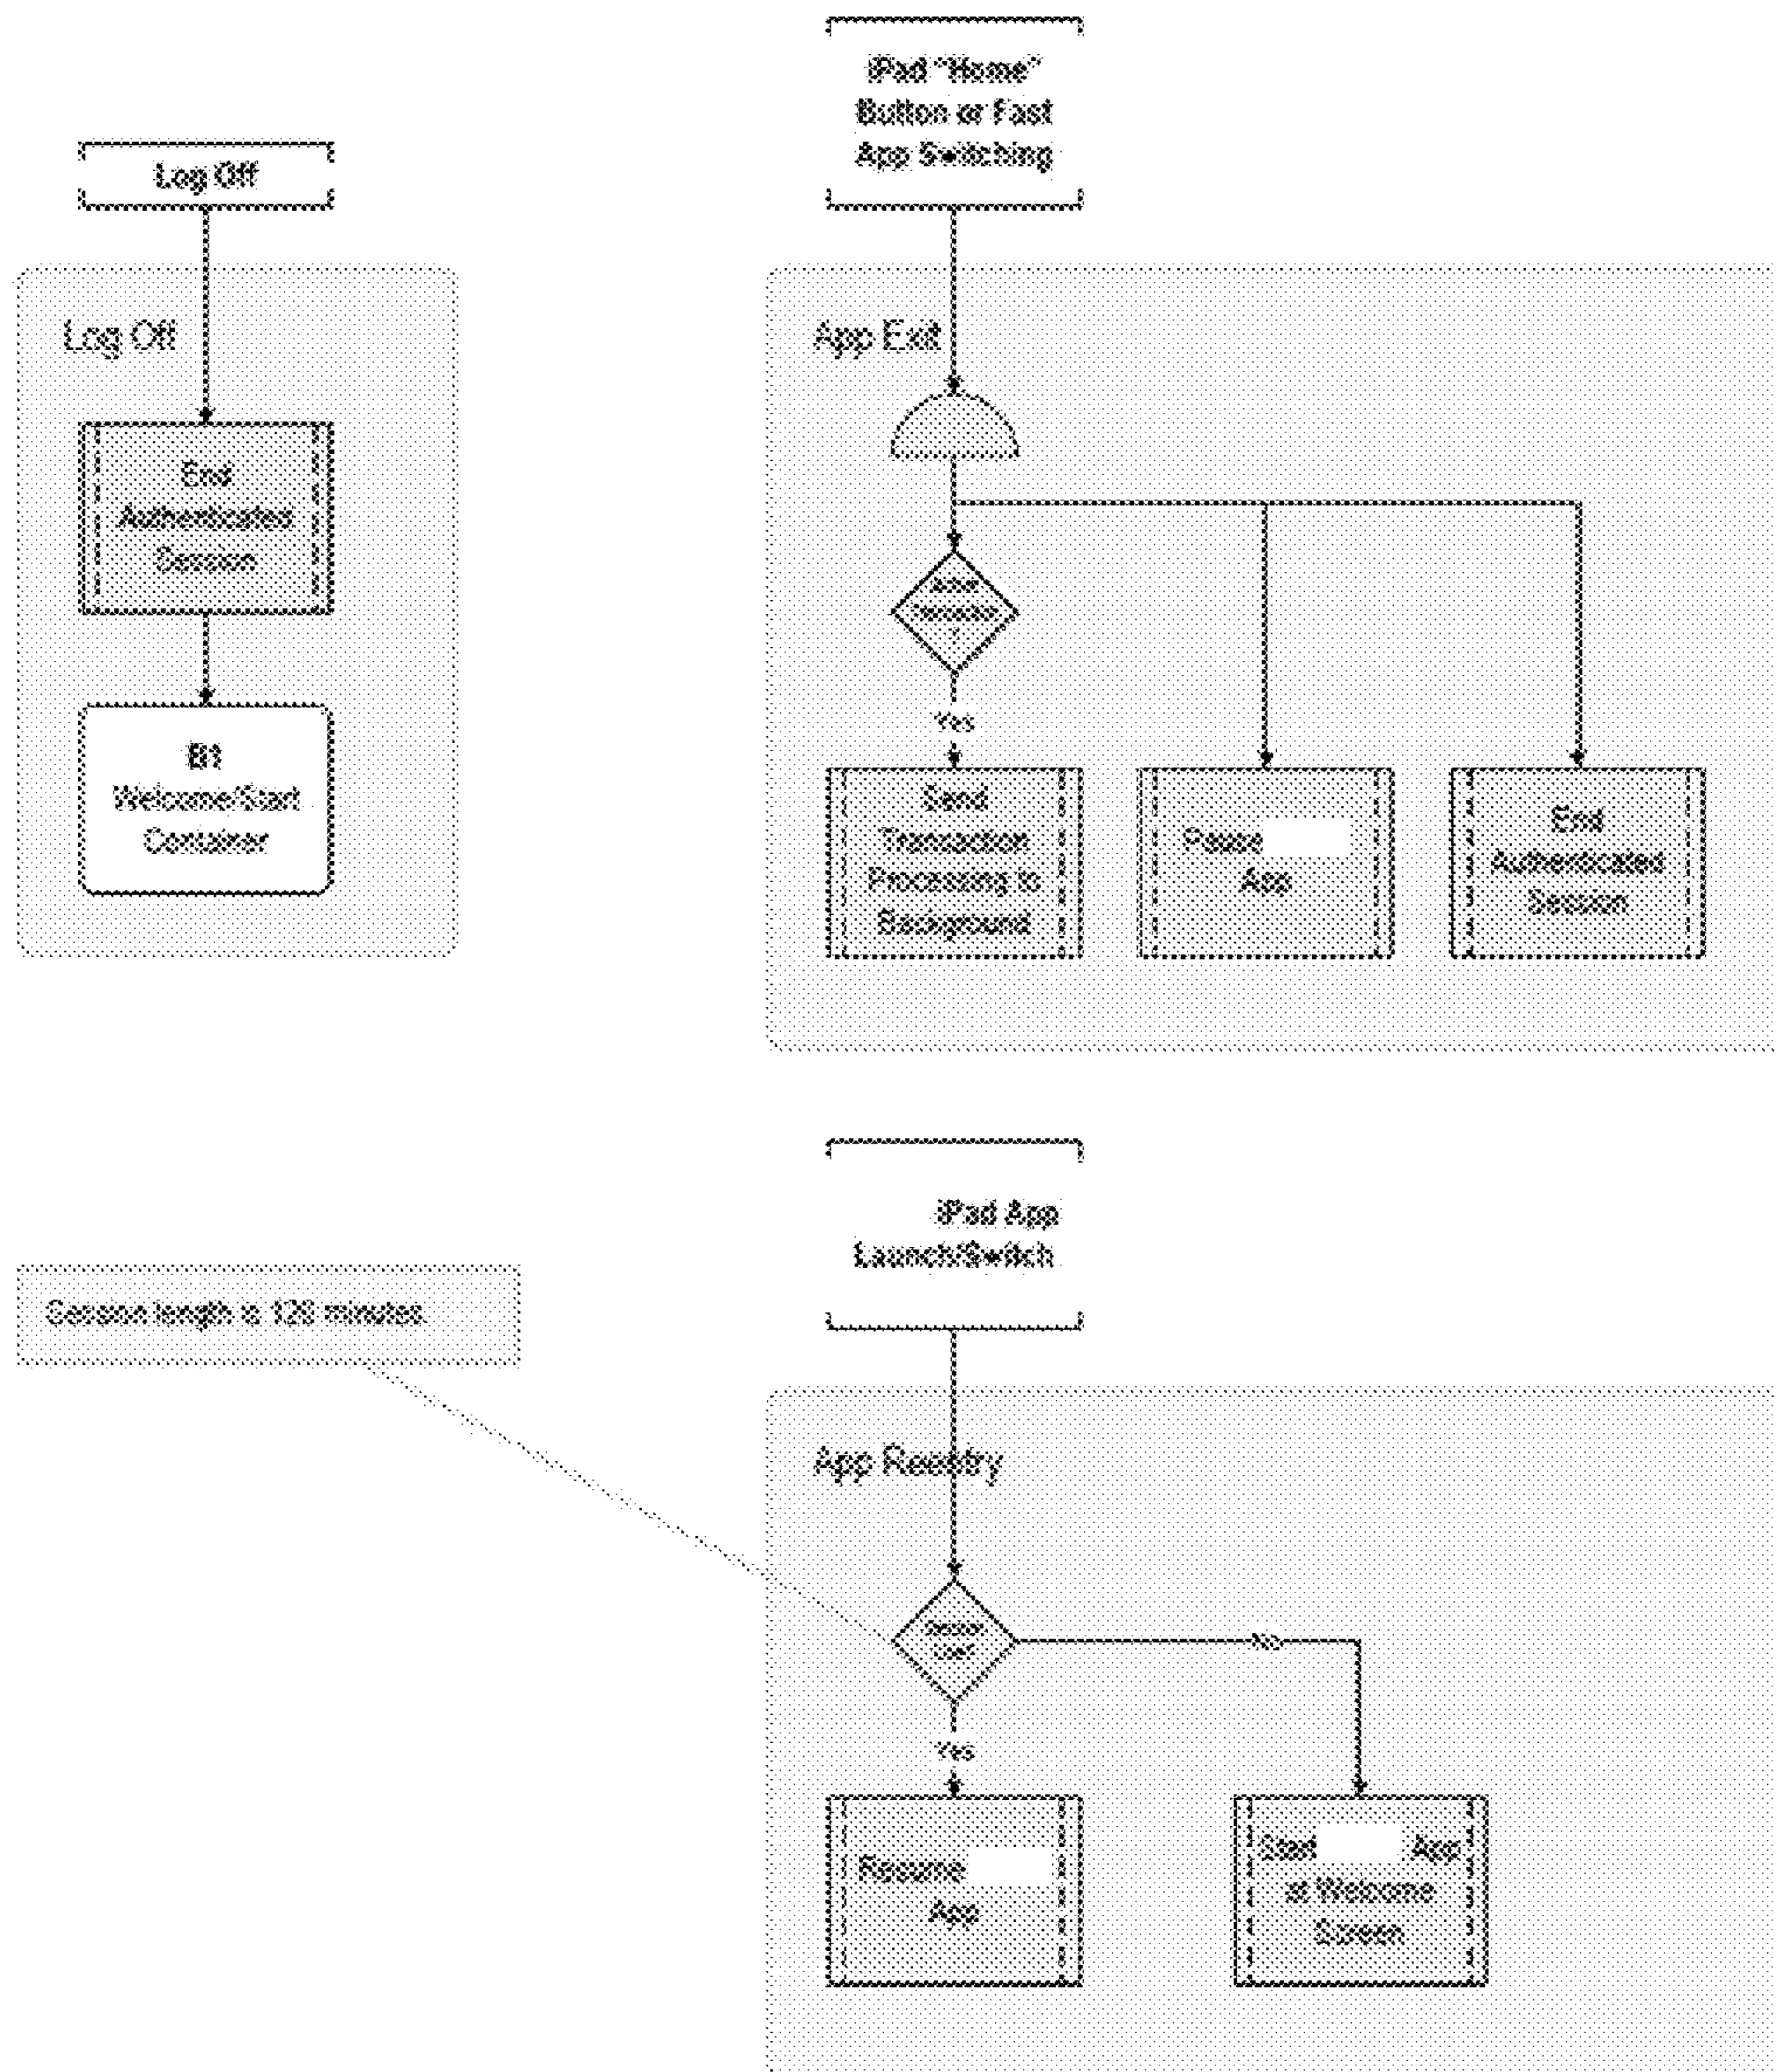 Log Off
iPad "Home"
Button or Fast
App Switching
Log Off
End
Authenticated
Session
B1
Welcome/Start
Container
App Exit
Yes
Send
Transaction
Processing to
Background
Pause
App
End
Authenticated
Session
Session length is 120 minutes.
iPad App
Launch/Switch
App Reentry
No
Yes
Resume
App
Start App
at Welcome
Screen